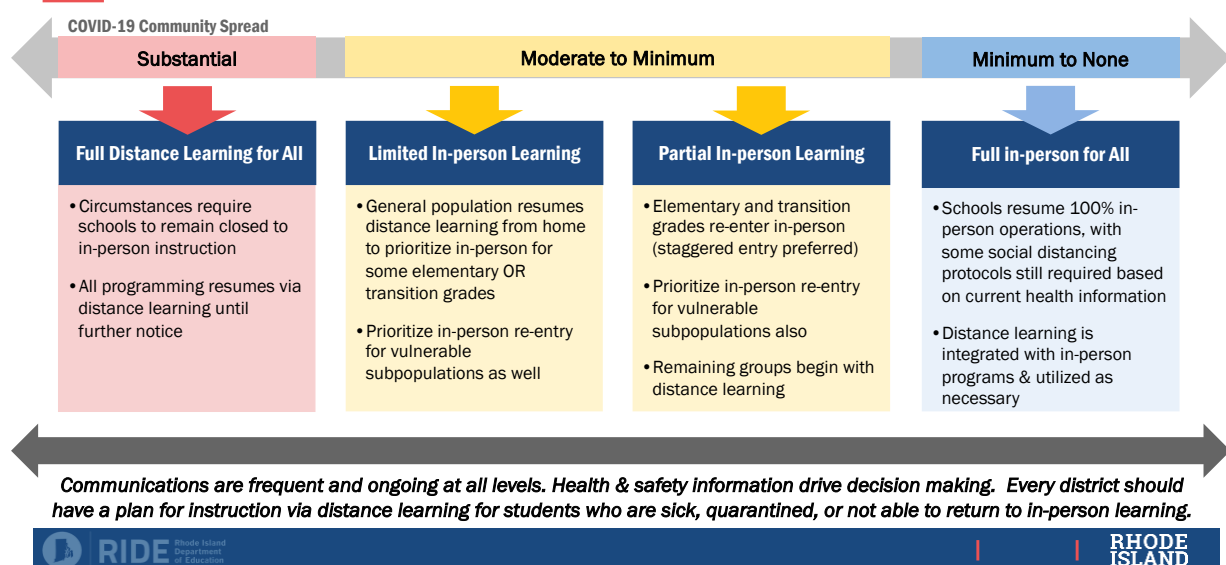 COVID-19 Community Spread
Substantial
Moderate to Minimum
Minimum to None
Full Distance Learning for All
•Circumstances require
schools to remain closed to
in-person instruction
•All programming resumes via
distance learning until
further notice
Limited In-person Learning
•General population resumes
distance learning from home
to prioritize in-person for
some elementary OR
transition grades
•Prioritize in-person re-entry
for vulnerable
subpopulations as well
Partial In-person Learning
•Elementary and transition
grades re-enter in-person
(staggered entry preferred)
•Prioritize in-person re-entry
for vulnerable
subpopulations also
•Remaining groups begin with
distance learning
Full in-person for All
•Schools resume 100% in-
person operations, with
some social distancing
protocols still required based
on current health information
•Distance learning is
integrated with in-person
programs & utilized as
necessary
Communications are frequent and ongoing at all levels. Health & safety information drive decision making. Every district should
have a plan for instruction via distance learning for students who are sick, quarantined, or not able to return to in-person learning.
RIDE
Rhode Island
Department
of Education
RHODE
ISLAND